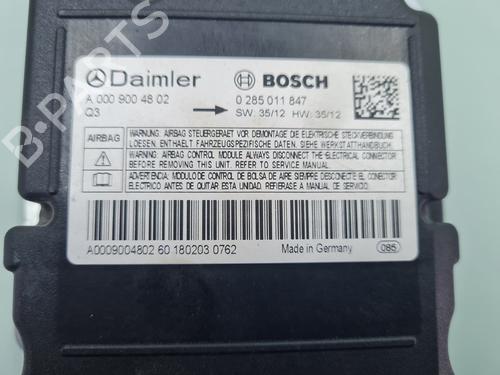 B-PARTS
Daimler
BOSCH
A 000 900 48 02
0 285 011 847
Q3
SW: 35/12 HW: 35/12
AIRBAG
WARNUNG: AIRBAG STEUERGERAET VOR DEMONTAGE DIE ELEKTRISCHE STECKVERBINDUNG
LOESEN. ENTHAELT FAHRZEUGSPEZIFISCHE DATEN. (SIEHE WERKSTATTHANDBUCH)
WARNING: AIRBAG CONTROL MODULE ALWAYS DISCONNECT THE ELECTRICAL CONNECTOR
BEFORE REMOVING THIS UNIT. REFER TO SERVICE MANUAL.
ADVERTENCIA: MODULO DE CONTROL DE BOLSA DE AIRE SIEMPRE DESCONECTE EL CONECTOR
ELECTRICO ANTES DE QUITAR ESTA UNIDAD. REFIERASE A MANUAL DE SERVICIO.
A0009004802 60 180203 0762
Made in Germany
085